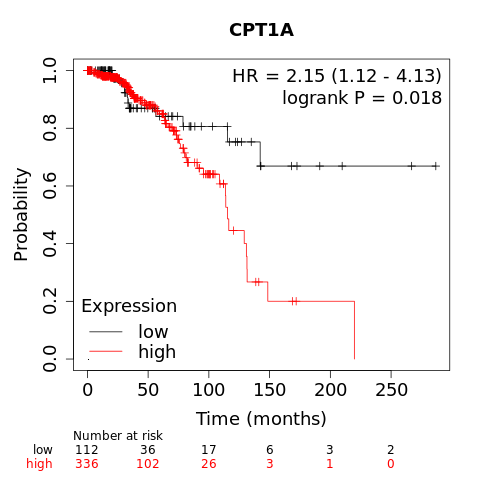 CPT1A
HR = 2.15 (1.12 - 4.13)
logrank P = 0.018
Probability
1.0
0.8
0.6
0.4
0.2
0.0
Expression
low
high
0 50 100 150 200 250
Time (months)
Number at risk
low 112 36 17 6 3 2
high 336 102 26 3 1 0